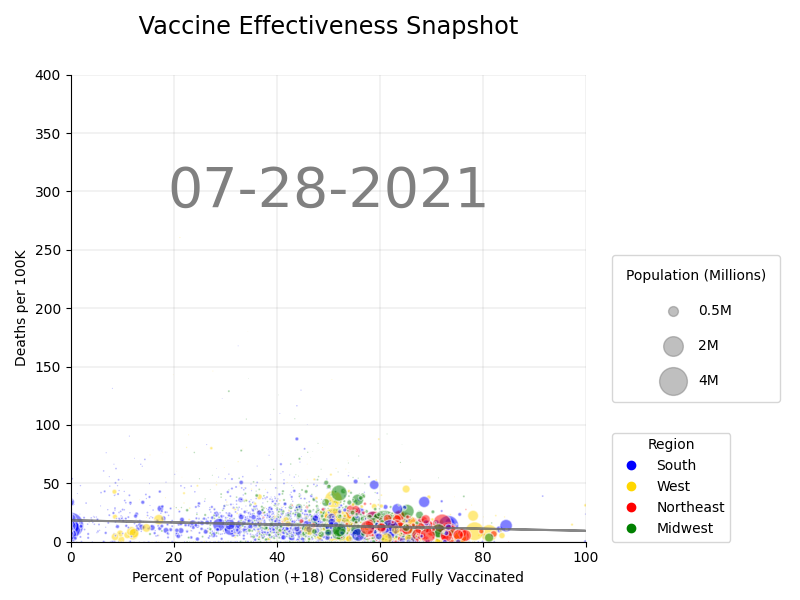 Vaccine Effectiveness Snapshot
400
350
300
250
200
150
100
50
0
Deaths per 100K
07-28-2021
0 20 40 60 80 100
Percent of Population (+18) Considered Fully Vaccinated
Population (Millions)
0.5M
2M
4M
Region
South
West
Northeast
Midwest